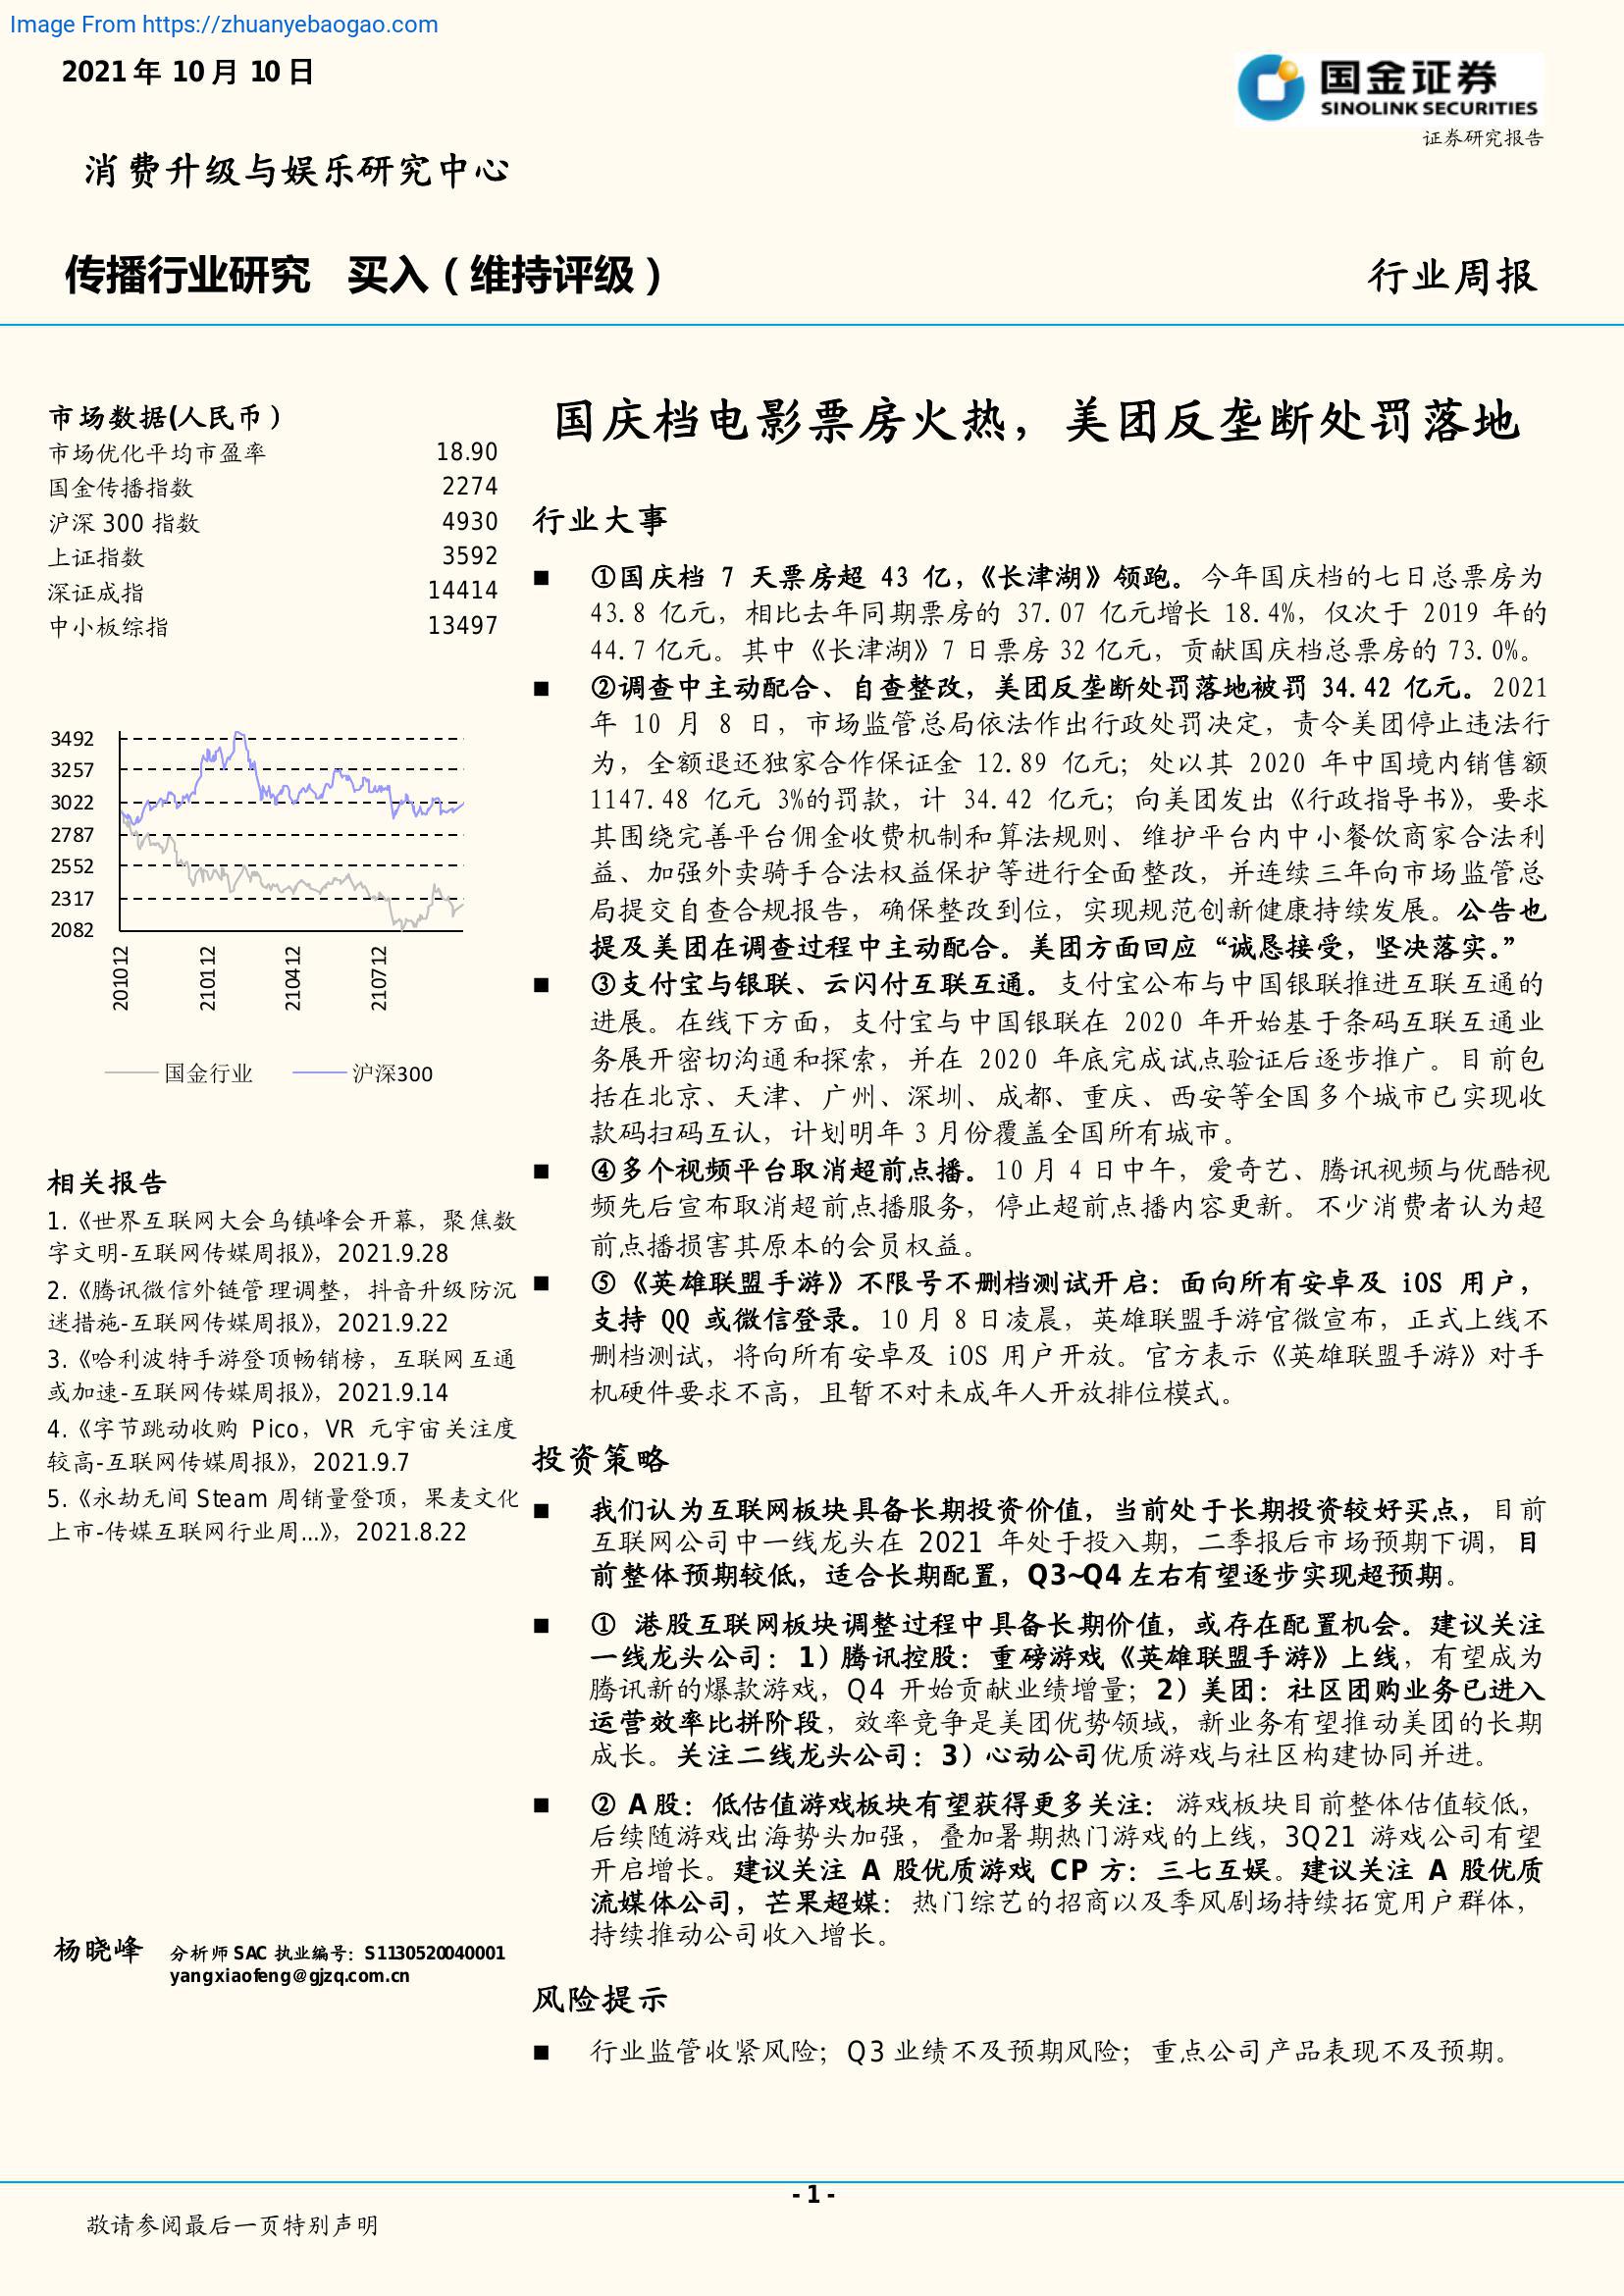 Image From https://zhuanyebaogao.com
2021 年 10 月 10 日
国金证券
SINOLINK SECURITIES
证券研究报告
消费升级与娱乐研究中心
传播行业研究 买入（维持评级）
行业周报
市场数据(人民币）
市场优化平均市盈率 18.90
国金传播指数 2274
沪深 300 指数 4930
上证指数 3592
深证成指 14414
中小板综指 13497
3492
3257
3022
2787
2552
2317
2082
201012
210112
210412
210712
国金行业 沪深300
相关报告
1.《世界互联网大会乌镇峰会开幕，聚焦数
字文明-互联网传媒周报》，2021.9.28
2.《腾讯微信外链管理调整，抖音升级防沉
迷措施-互联网传媒周报》，2021.9.22
3.《哈利波特手游登顶畅销榜，互联网互通
或加速-互联网传媒周报》，2021.9.14
4.《字节跳动收购 Pico，VR 元宇宙关注度
较高-互联网传媒周报》，2021.9.7
5.《永劫无间 Steam 周销量登顶，果麦文化
上市-传媒互联网行业周...》，2021.8.22
杨晓峰 分析师 SAC 执业编号：S1130520040001
yangxiaofeng@gjzq.com.cn
国庆档电影票房火热，美团反垄断处罚落地
行业大事
■ ①国庆档 7 天票房超 43 亿，《长津湖》领跑。今年国庆档的七日总票房为
43.8 亿元，相比去年同期票房的 37.07 亿元增长 18.4%，仅次于 2019 年的
44.7 亿元。其中《长津湖》7 日票房 32 亿元，贡献国庆档总票房的 73.0%。
■ ②调查中主动配合、自查整改，美团反垄断处罚落地被罚 34.42 亿元。2021
年 10 月 8 日，市场监管总局依法作出行政处罚决定，责令美团停止违法行
为，全额退还独家合作保证金 12.89 亿元；处以其 2020 年中国境内销售额
1147.48 亿元 3%的罚款，计 34.42 亿元；向美团发出《行政指导书》，要求
其围绕完善平台佣金收费机制和算法规则、维护平台内中小餐饮商家合法利
益、加强外卖骑手合法权益保护等进行全面整改，并连续三年向市场监管总
局提交自查合规报告，确保整改到位，实现规范创新健康持续发展。公告也
提及美团在调查过程中主动配合。美团方面回应“诚恳接受，坚决落实。”
■ ③支付宝与银联、云闪付互联互通。支付宝公布与中国银联推进互联互通的
进展。在线下方面，支付宝与中国银联在 2020 年开始基于条码互联互通业
务展开密切沟通和探索，并在 2020 年底完成试点验证后逐步推广。目前包
括在北京、天津、广州、深圳、成都、重庆、西安等全国多个城市已实现收
款码扫码互认，计划明年 3 月份覆盖全国所有城市。
■ ④多个视频平台取消超前点播。10 月 4 日中午，爱奇艺、腾讯视频与优酷视
频先后宣布取消超前点播服务，停止超前点播内容更新。不少消费者认为超
前点播损害其原本的会员权益。
■ ⑤《英雄联盟手游》不限号不删档测试开启：面向所有安卓及 iOS 用户，
支持 QQ 或微信登录。10 月 8 日凌晨，英雄联盟手游官微宣布，正式上线不
删档测试，将向所有安卓及 iOS 用户开放。官方表示《英雄联盟手游》对手
机硬件要求不高，且暂不对未成年人开放排位模式。
投资策略
■ 我们认为互联网板块具备长期投资价值，当前处于长期投资较好买点，目前
互联网公司中一线龙头在 2021 年处于投入期，二季报后市场预期下调，目
前整体预期较低，适合长期配置，Q3~Q4 左右有望逐步实现超预期。
■ ① 港股互联网板块调整过程中具备长期价值，或存在配置机会。建议关注
一线龙头公司：1）腾讯控股：重磅游戏《英雄联盟手游》上线，有望成为
腾讯新的爆款游戏，Q4 开始贡献业绩增量；2）美团：社区团购业务已进入
运营效率比拼阶段，效率竞争是美团优势领域，新业务有望推动美团的长期
成长。关注二线龙头公司：3）心动公司优质游戏与社区构建协同并进。
■ ② A 股：低估值游戏板块有望获得更多关注：游戏板块目前整体估值较低，
后续随游戏出海势头加强，叠加暑期热门游戏的上线，3Q21 游戏公司有望
开启增长。建议关注 A 股优质游戏 CP 方：三七互娱。建议关注 A 股优质
流媒体公司，芒果超媒：热门综艺的招商以及季风剧场持续拓宽用户群体，
持续推动公司收入增长。
风险提示
■ 行业监管收紧风险；Q3 业绩不及预期风险；重点公司产品表现不及预期。
- 1 -
敬请参阅最后一页特别声明